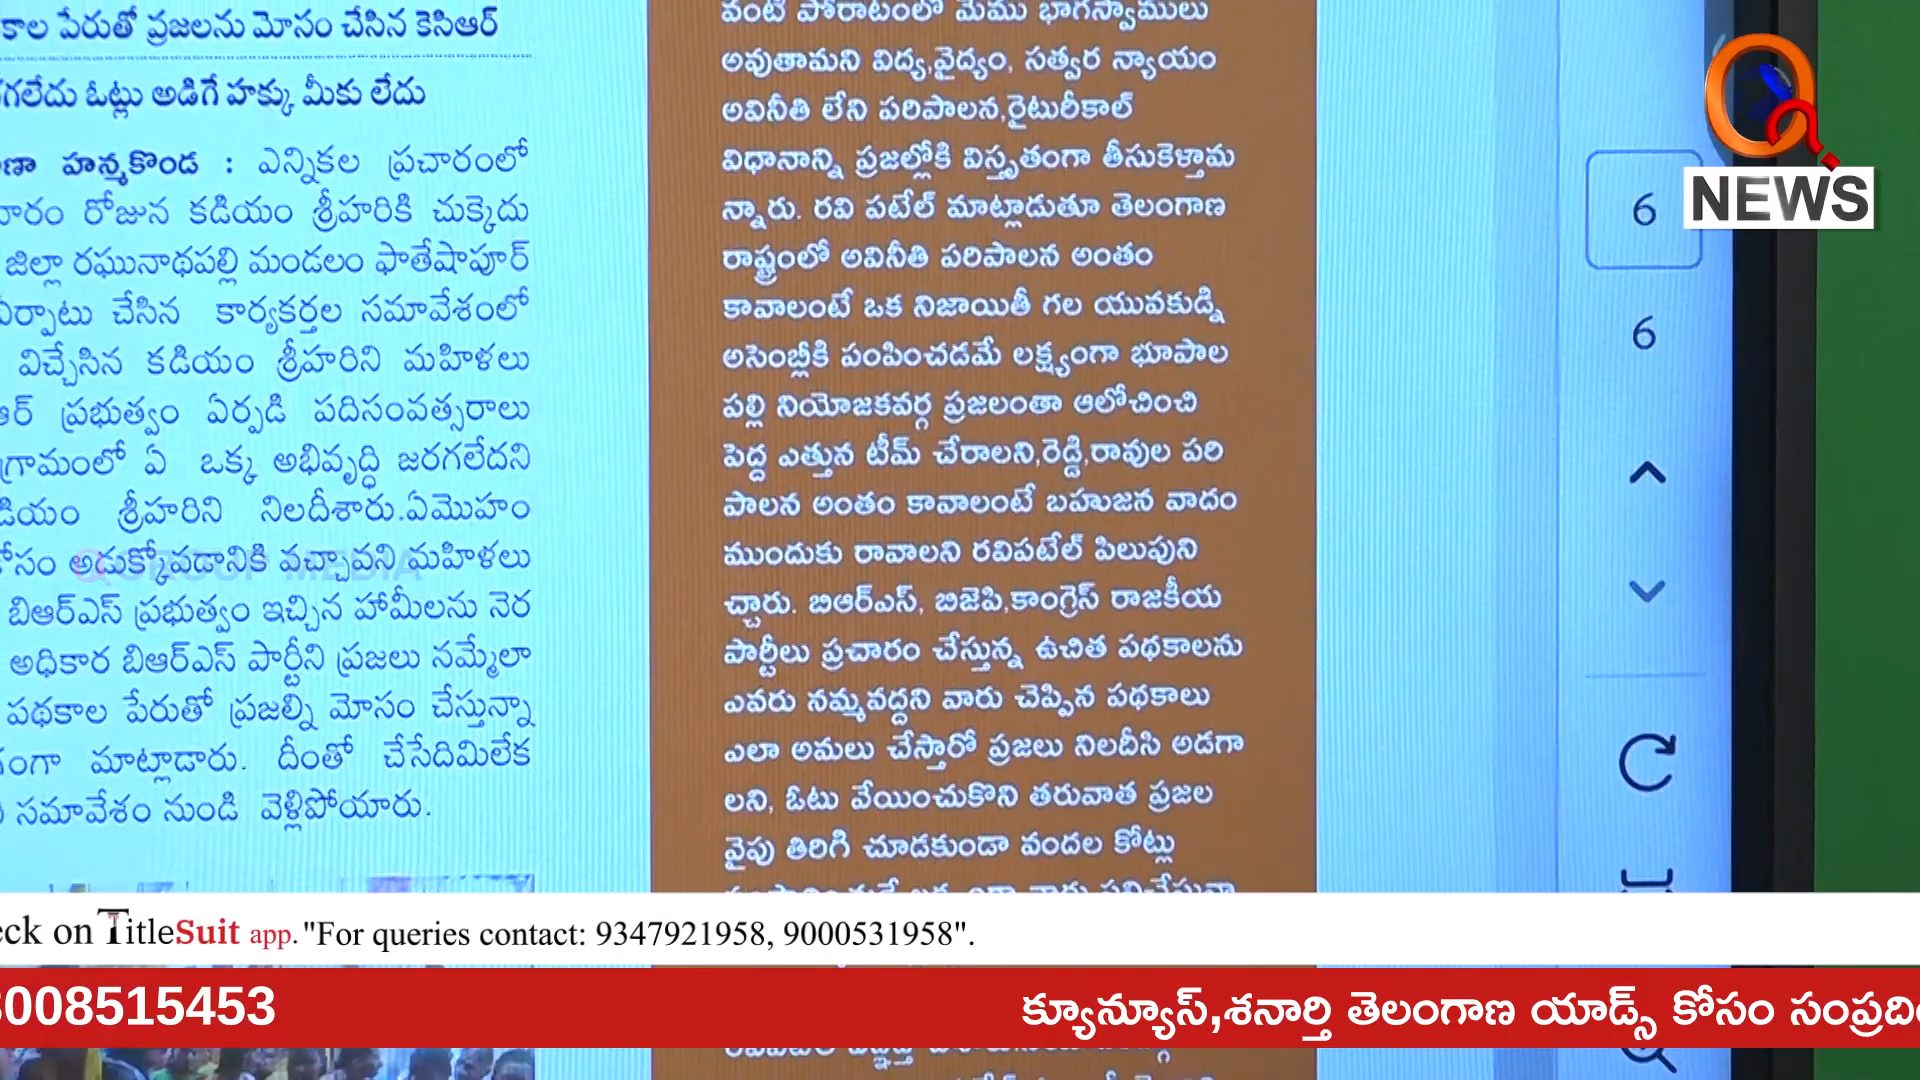 కాల పేరుతో ప్రజలను మోసం చేసిన కెసిఆర్
గలేదు ఓట్లు అడిగే హక్కు మీకు లేదు
హన్మకొండ : ఎన్నికల ప్రచారంలో
రోజున కడియం శ్రీహరికి చుక్కెదు
జిల్లా రఘునాథపల్లి మండలం ఫాతేషాపూర్
ఏర్పాటు చేసిన కార్యకర్తల సమావేశంలో
విచ్చేసిన కడియం శ్రీహరిని మహిళలు
ప్రభుత్వం ఏర్పడి పదిసంవత్సరాలు
గ్రామంలో ఏ ఒక్క అభివృద్ధి జరగలేదని
డియం శ్రీహరిని నిలదీశారు.ఏమొహం
కోసం అడుక్కోవడానికి వచ్చావని మహిళలు
బిఆర్ఎస్ ప్రభుత్వం ఇచ్చిన హామీలను నెర
అధికార బిఆర్ఎస్ పార్టీని ప్రజలు నమ్మేలా
పథకాల పేరుతో ప్రజల్ని మోసం చేస్తున్నా
మాట్లాడారు. దీంతో చేసేదిమిలేక
సమావేశం నుండి వెళ్లిపోయారు.
వంటి పోరాటంలో మేము భాగస్వాములు
అవుతామని విద్య,వైద్యం, సత్వర న్యాయం
అవినీతి లేని పరిపాలన,రైటురీకాల్
విధానాన్ని ప్రజల్లోకి విస్తృతంగా తీసుకెళ్తామ
న్నారు. రవి పటేల్ మాట్లాడుతూ తెలంగాణ
రాష్ట్రంలో అవినీతి పరిపాలన అంతం
కావాలంటే ఒక నిజాయితీ గల యువకుడ్ని
అసెంబ్లీకి పంపించడమే లక్ష్యంగా భూపాల
పల్లి నియోజకవర్గ ప్రజలంతా ఆలోచించి
పెద్ద ఎత్తున టీమ్ చేరాలని,రెడ్డి,రావుల పరి
పాలన అంతం కావాలంటే బహుజన వాదం
ముందుకు రావాలని రవిపటేల్ పిలుపుని
చ్చారు. బిఆర్ఎస్, బిజెపి,కాంగ్రెస్ రాజకీయ
పార్టీలు ప్రచారం చేస్తున్న ఉచిత పథకాలను
ఎవరు నమ్మవద్దని వారు చెప్పిన పథకాలు
ఎలా అమలు చేస్తారో ప్రజలు నిలదీసి అడగా
లని, ఓటు వేయించుకొని తరువాత ప్రజల
వైపు తిరిగి చూడకుండా వందల కోట్లు
6
6
Q
NEWS
GROUP MEDIA
eck on TitleSuit app. "For queries contact: 9347921958, 9000531958".
8008515453
క్యూన్యూస్,శనార్తి తెలంగాణ యాడ్స్ కోసం సంప్రది